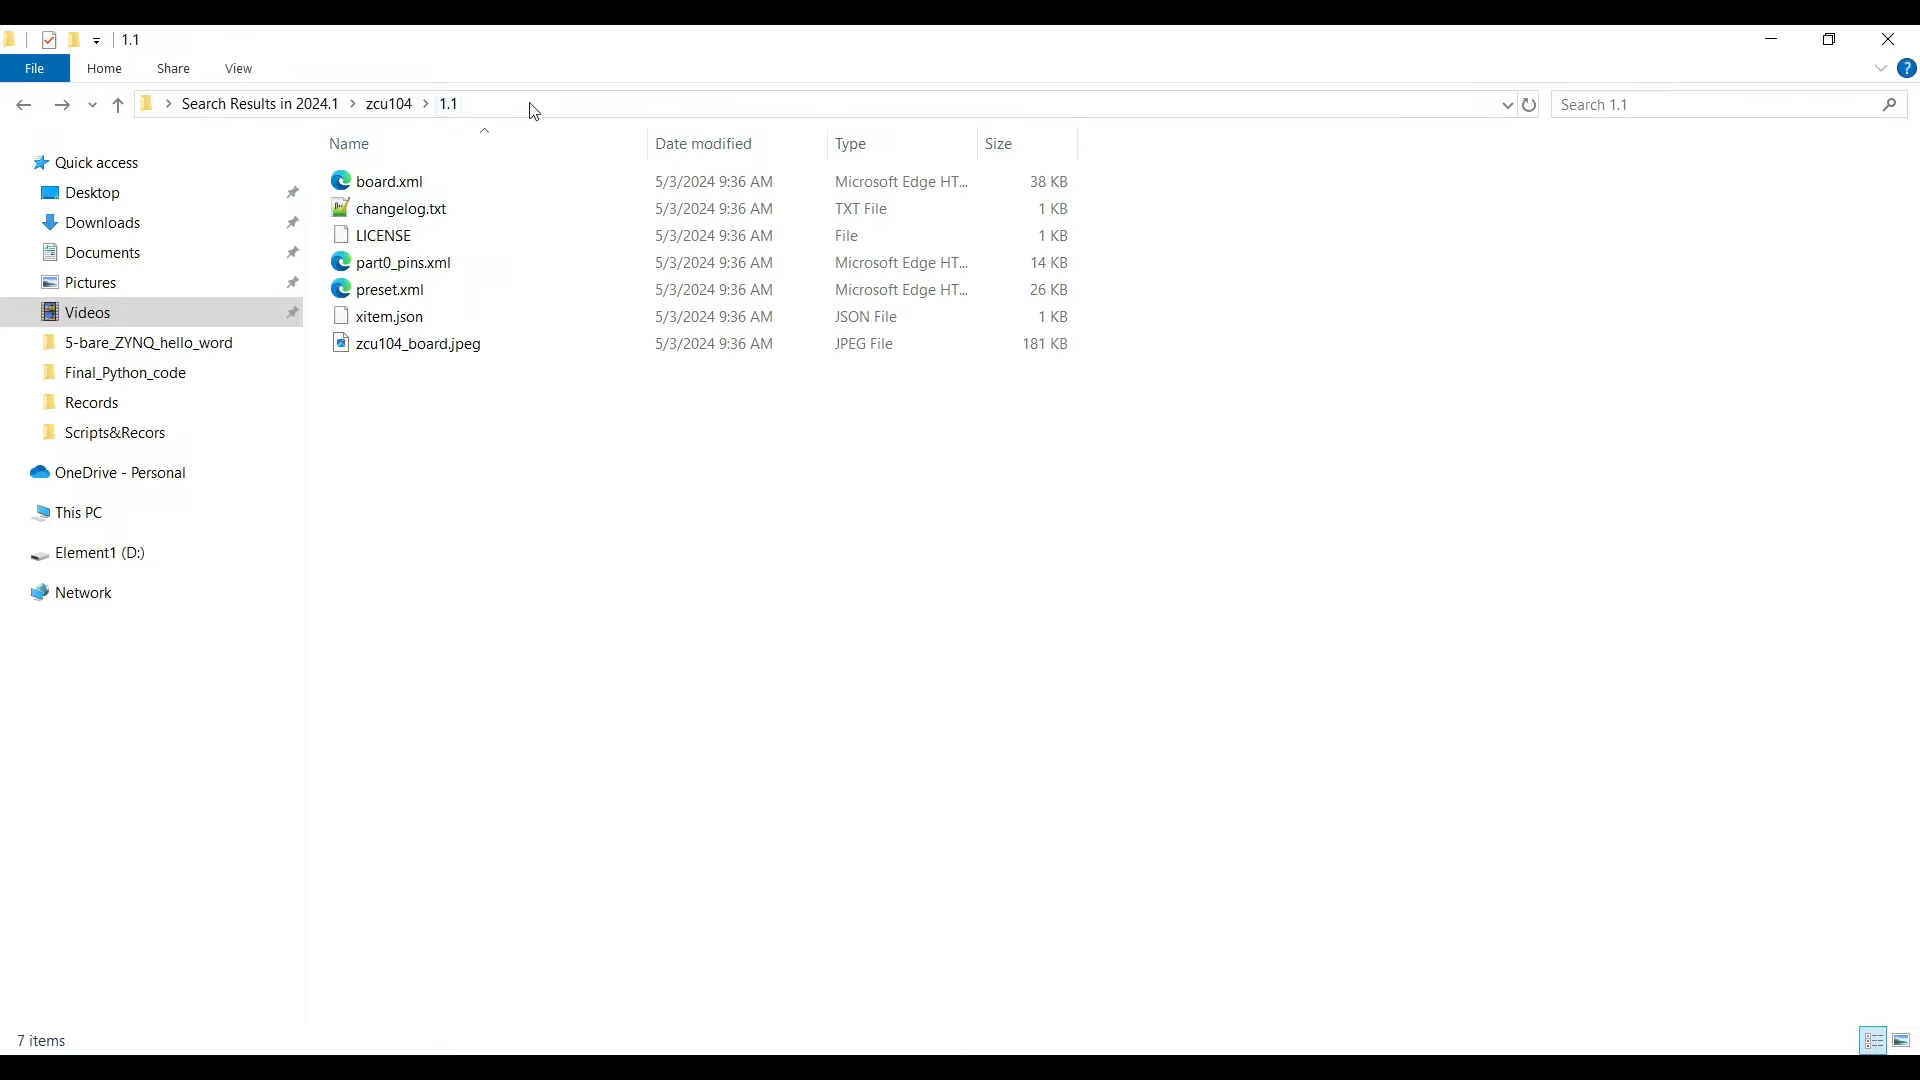 1.1
File Home Share View
Search Results in 2024.1 zcu104 1.1 Search 1.1
Name Date modified Type Size
Quick access
Desktop
Downloads
Documents
Pictures
Videos
5-bare_ZYNQ_hello_word
Final_Python_code
Records
Scripts&Recors
OneDrive - Personal
This PC
Element1 (D:)
Network
board.xml 5/3/2024 9:36 AM Microsoft Edge HT... 38 KB
changelog.txt 5/3/2024 9:36 AM TXT File 1 KB
LICENSE 5/3/2024 9:36 AM File 1 KB
part0_pins.xml 5/3/2024 9:36 AM Microsoft Edge HT... 14 KB
preset.xml 5/3/2024 9:36 AM Microsoft Edge HT... 26 KB
xitem.json 5/3/2024 9:36 AM JSON File 1 KB
zcu104_board.jpeg 5/3/2024 9:36 AM JPEG File 181 KB
7 items